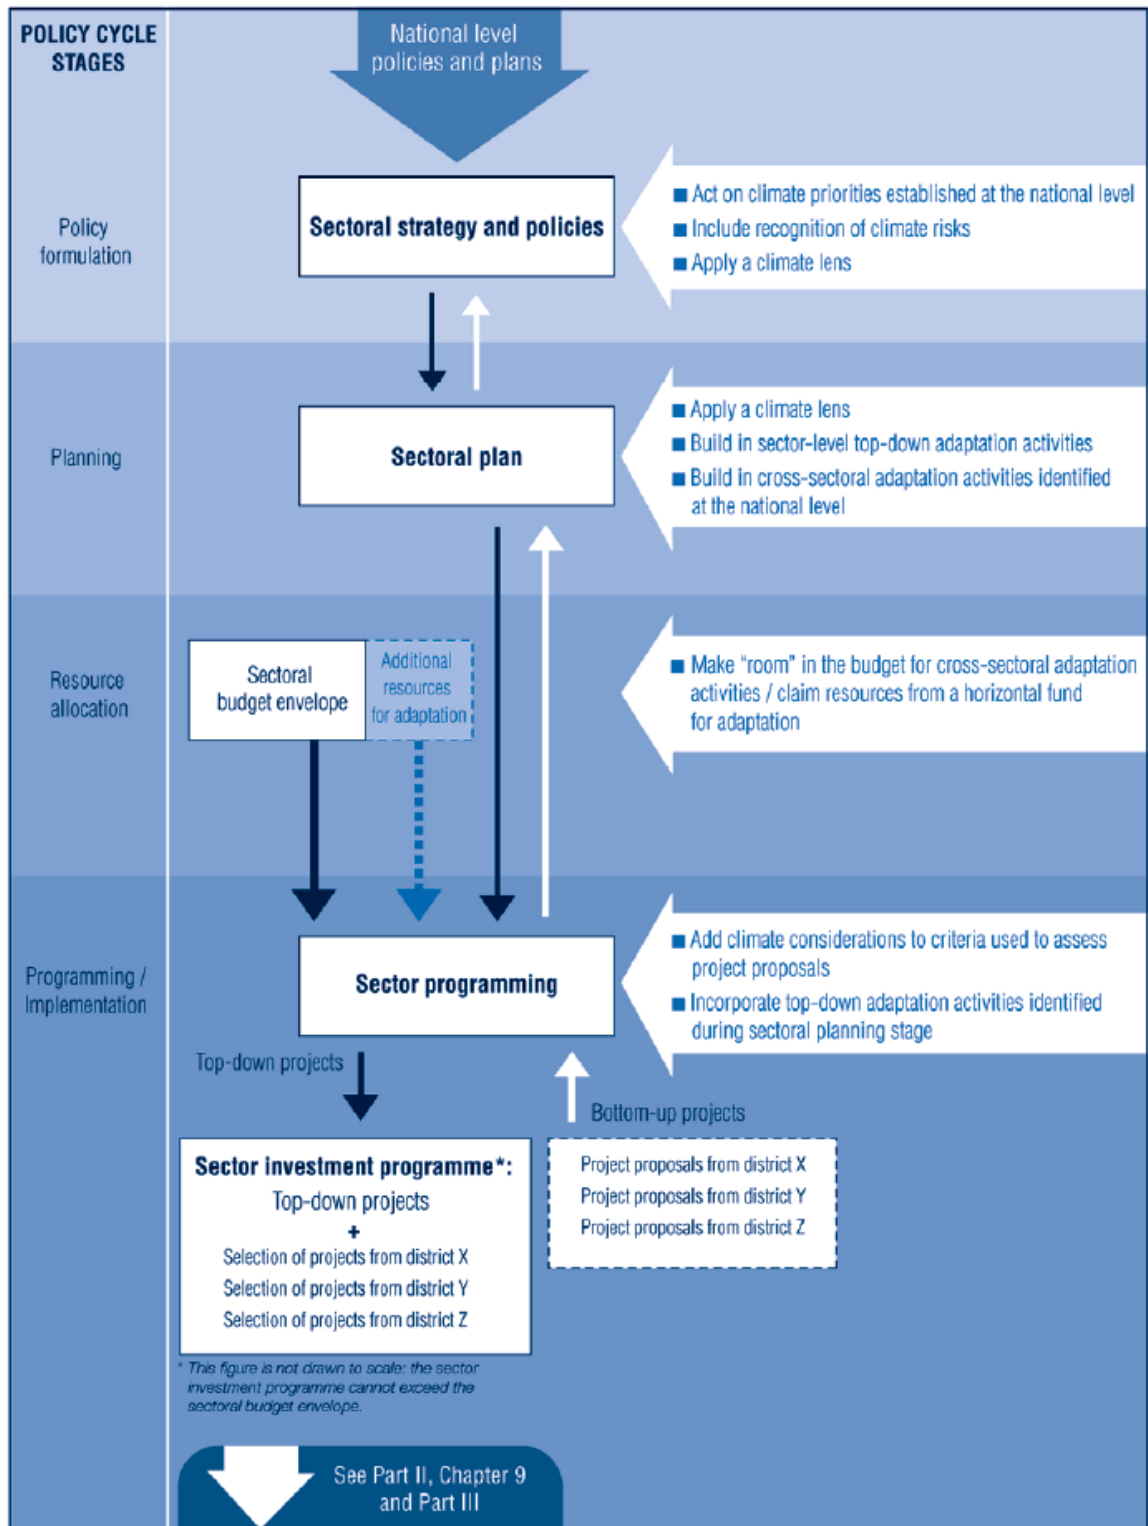 POLICY CYCLE
STAGES
National level
policies and plans
Policy
formulation
Sectoral strategy and policies
■ Act on climate priorities established at the national level
■ Include recognition of climate risks
■ Apply a climate lens
Planning
Sectoral plan
■ Apply a climate lens
■ Build in sector-level top-down adaptation activities
■ Build in cross-sectoral adaptation activities identified
at the national level
Resource
allocation
Sectoral
budget envelope
Additional
resources
for adaptation
■ Make “room” in the budget for cross-sectoral adaptation
activities / claim resources from a horizontal fund
for adaptation
Programming /
Implementation
Sector programming
■ Add climate considerations to criteria used to assess
project proposals
■ Incorporate top-down adaptation activities identified
during sectoral planning stage
Top-down projects
Bottom-up projects
Sector investment programme*:
Top-down projects
+
Selection of projects from district X
Selection of projects from district Y
Selection of projects from district Z
Project proposals from district X
Project proposals from district Y
Project proposals from district Z
* This figure is not drawn to scale: the sector
investment programme cannot exceed the
sectoral budget envelope.
See Part II, Chapter 9
and Part III